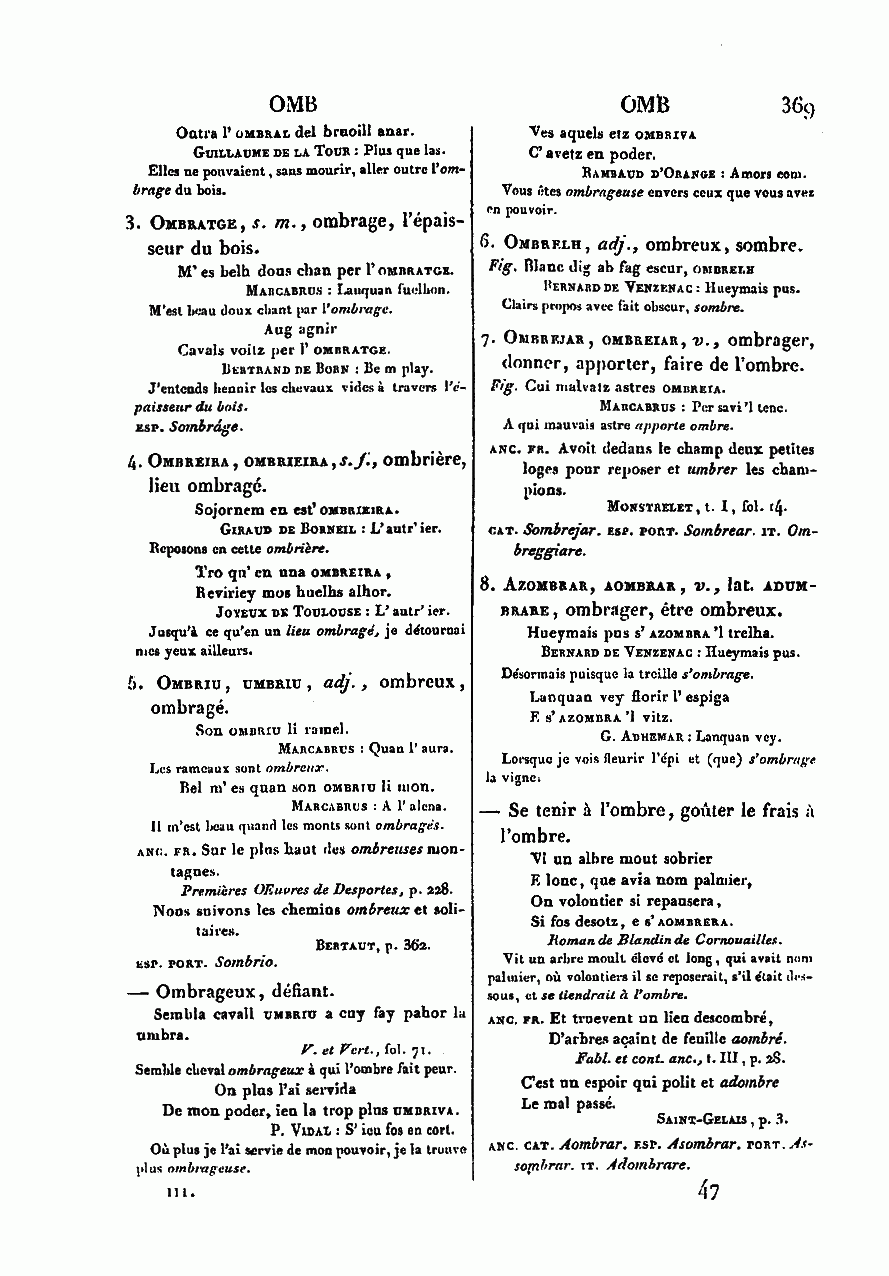 OMB
OMB
369
Outra l' OMBRAL del bruoill anar.
GUILLAUME DE LA TOUR : Plus que las.
Elles ne pouvaient, sans mourir, aller outre l'om-
brage du bois.
3. OMBRATGE, s. m., ombrage, l'épais-
seur du bois.
M' es belh dous chan per l' OMBRATGE.
MARCABRUS : Lanquan fuelhon.
M'est beau doux chant par l'ombrage.
Aug agnir
Cavals voitz per l' OMBRATGE.
BERTRAND DE BORN : Be m play.
J'entends hennir les chevaux vides à travers l'é-
paisseur du bois.
ESP. Sombráge.
4. OMBREIRA, OMBRIEIRA, s. f., ombrière,
lieu ombragé.
Sojornem en est' OMBRIEIRA.
GIRAUD DE BORNEIL : L'autr' ier.
Reposons en cette ombrière.
Tro qu' en una OMBREIRA,
Reviriey mos huelhs alhor.
JOYEUX DE TOULOUSE : L' autr' ier.
Jusqu'à ce qu'en un lieu ombragé, je détournai
mes yeux ailleurs.
5. OMBRIU, UMBRIU, adj., ombreux,
ombragé.
Son OMBRIU li ramel.
MARCABRUS : Quan l' aura.
Les rameaux sont ombreux.
Bel m' es quan son OMBRIU li mon.
MARCABRUS : A l' alena.
Il m'est beau quand les monts sont ombragés.
ANC. FR. Sur le plus haut des ombreuses mon-
tagnes.
Premières OEuvres de Desportes, p. 228.
Nous suivons les chemins ombreux et soli-
taires.
BERTAUT, p. 362.
ESP. PORT. Sombrio.
— Ombrageux, défiant.
Sembla cavall UMBRIU a cuy fay pahor la
umbra.
V. et Vert., fol. 71.
Semble cheval ombrageux à qui l'ombre fait peur.
On plus l'ai servida
De mon poder, ieu la trop plus UMBRIVA.
P. VIDAL : S' ieu fos en cort.
Où plus je l'ai servie de mon pouvoir, je la trouve
plus ombrageuse.
III.
Ves aquels etz OMBRIVA
C' avetz en poder.
RAMBAUD D'ORANGE : Amors com.
Vous êtes ombrageuse envers ceux que vous avez
en pouvoir.
6. OMBRELH, adj., ombreux, sombre.
Fig. Blanc dig ab fag escur, OMBRELH
BERNARD DE VENZENAC : Hueymais pus.
Clairs propos avec fait obscur, sombre.
7. OMBREJAR, OMBREIAR, v., ombrager,
donner, apporter, faire de l'ombre.
Fig. Cui malvatz astres OMBREIA.
MARCABRUS : Per savi 'l tenc.
A qui mauvais astre apporte ombre.
ANC. FR. Avoit dedans le champ deux petites
loges pour reposer et umbrer les cham-
pions.
MONSTRELET, t. I, fol. 14.
CAT. Sombrejar. ESP. PORT. Sombrear. IT. Om-
breggiare.
8. AZOMBRAR, AOMBRAR, v., lat. ADUM-
BRARE, ombrager, être ombreux.
Hueymais pus s' AZOMBRA 'l trelha.
BERNARD DE VENZENAC : Hueymais pus.
Désormais puisque la treille s'ombrage.
Lanquan vey florir l' espiga
E s' AZOMBRA 'l vitz.
G. ADHEMAR : Lanquan vey.
Lorsque je vois fleurir l'épi et (que) s'ombrage
la vigne.
— Se tenir à l'ombre, goûter le frais à
l'ombre.
Vi un albre mout sobrier
E lonc, que avia nom palmier,
On volontier si repausera,
Si fos desotz, e s' AOMBRERA.
Roman de Blandin de Cornouailles.
Vit un arbre moult élevé et long, qui avait nom
palmier, où volontiers il se reposerait, s'il était des-
sous, et se tiendrait à l'ombre.
ANC. FR. Et truevent un lieu descombré,
D'arbres açaint de feuille aombré.
Fabl. et cont. anc., t. III, p. 28.
C'est un espoir qui polit et adombre
Le mal passé.
SAINT-GELAIS, p. 3.
ANC. CAT. Aombrar. ESP. Asombrar. PORT. As-
sombrar. IT. Adombrare.
47